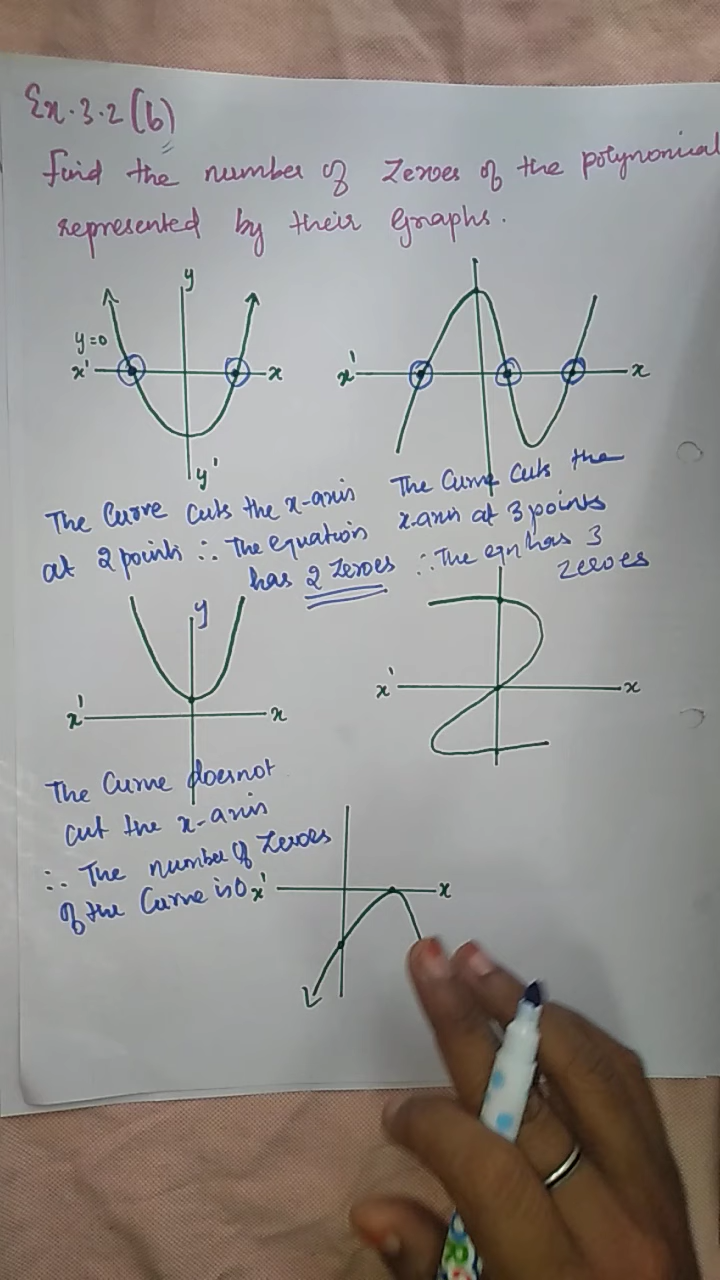 Ex. 3.2 (b)
find the number of Zeroes of the polynomial
represented by their Graphs.
y
y=0
x' x
y'
x' x
The Curve cuts the x-axis
at 2 points ∴ The equation
has 2 Zeroes
The Curve cuts the
x-axis at 3 points
∴ The eqn has 3
zeroes
y
x' x
x' x
The Curve doesnot
cut the x-axis
∴ The number of Zeroes
of the Curve is 0
x' x